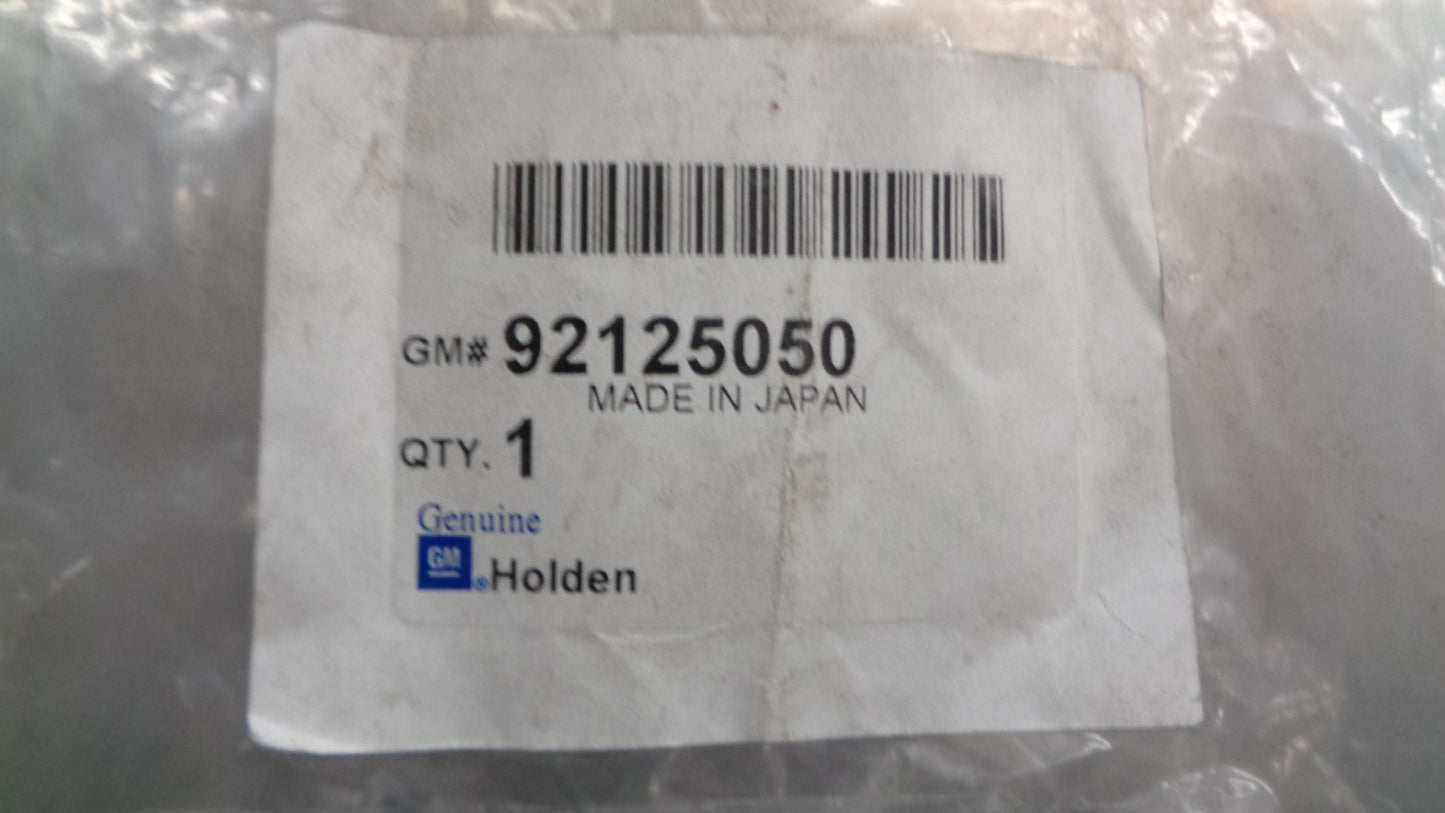 GM# 92125050
MADE IN JAPAN
QTY. 1
Genuine
GM
®Holden